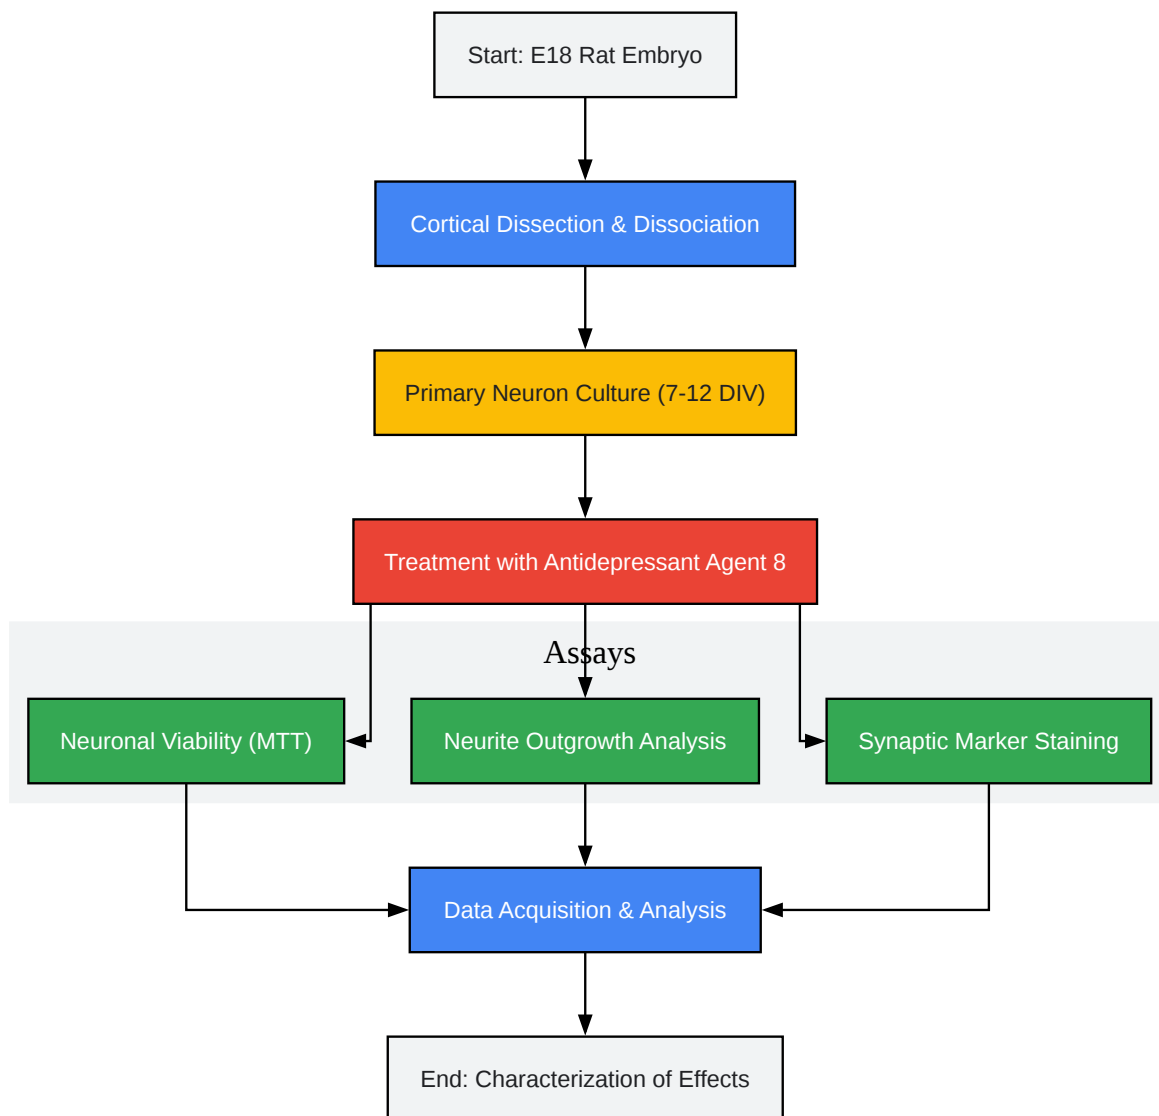 Start: E18 Rat Embryo
Cortical Dissection & Dissociation
Primary Neuron Culture (7-12 DIV)
Treatment with Antidepressant Agent 8
Assays
Neuronal Viability (MTT)
Neurite Outgrowth Analysis
Synaptic Marker Staining
Data Acquisition & Analysis
End: Characterization of Effects